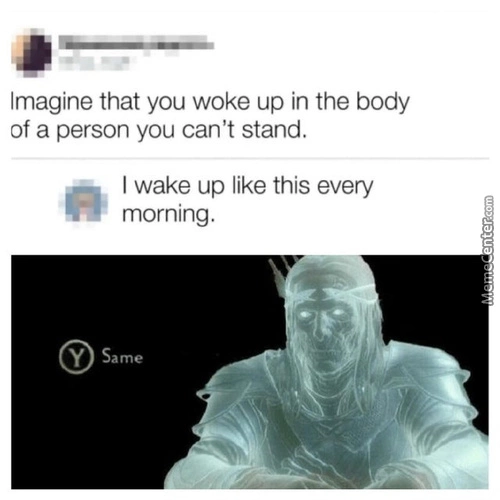 Imagine that you woke up in the body
of a person you can't stand.
I wake up like this every
morning.
Y Same
MemeCenter.com